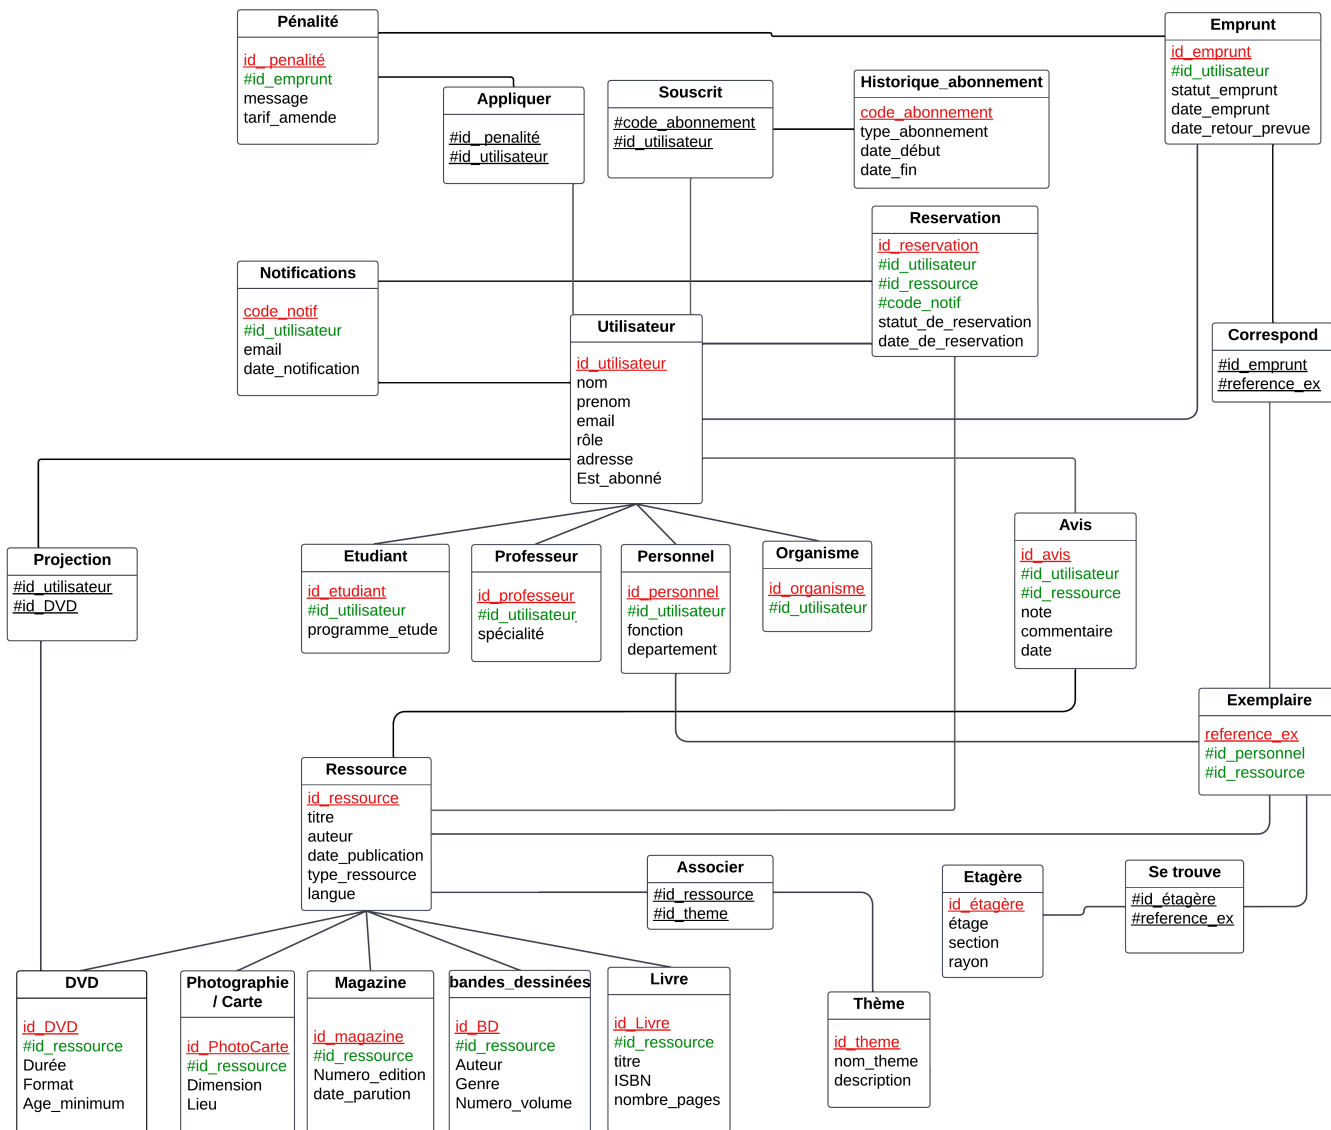 Pénalité
id_ penalité
#id_emprunt
message
tarif_amende
Appliquer
#id_ penalité
#id_utilisateur
Souscrit
#code_abonnement
#id_utilisateur
Historique_abonnement
code_abonnement
type_abonnement
date_début
date_fin
Emprunt
id_emprunt
#id_utilisateur
statut_emprunt
date_emprunt
date_retour_prevue
Reservation
id_reservation
#id_utilisateur
#id_ressource
#code_notif
statut_de_reservation
date_de_reservation
Notifications
code_notif
#id_utilisateur
email
date_notification
Utilisateur
id_utilisateur
nom
prenom
email
rôle
adresse
Est_abonné
Correspond
#id_emprunt
#reference_ex
Projection
#id_utilisateur
#id_DVD
Etudiant
id_etudiant
#id_utilisateur
programme_etude
Professeur
id_professeur
#id_utilisateur
spécialité
Personnel
id_personnel
#id_utilisateur
fonction
departement
Organisme
id_organisme
#id_utilisateur
Avis
id_avis
#id_utilisateur
#id_ressource
note
commentaire
date
Exemplaire
reference_ex
#id_personnel
#id_ressource
Ressource
id_ressource
titre
auteur
date_publication
type_ressource
langue
Associer
#id_ressource
#id_theme
Etagère
id_étagère
étage
section
rayon
Se trouve
#id_étagère
#reference_ex
DVD
id_DVD
#id_ressource
Durée
Format
Age_minimum
Photographie
/ Carte
id_PhotoCarte
#id_ressource
Dimension
Lieu
Magazine
id_magazine
#id_ressource
Numero_edition
date_parution
bandes_dessinées
id_BD
#id_ressource
Auteur
Genre
Numero_volume
Livre
id_Livre
#id_ressource
titre
ISBN
nombre_pages
Thème
id_theme
nom_theme
description